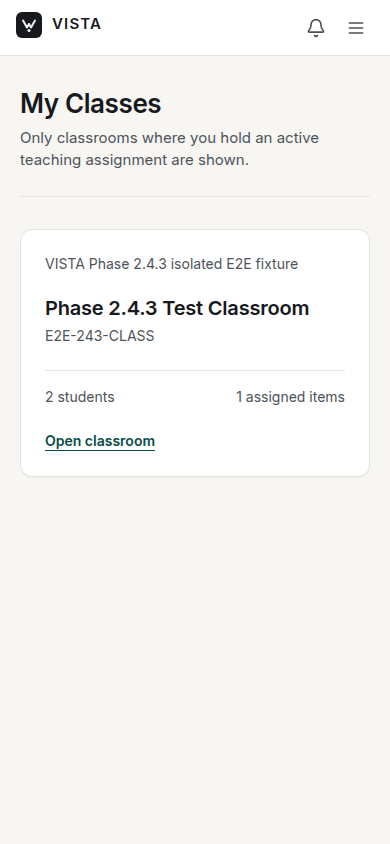 VISTA
My Classes
Only classrooms where you hold an active
teaching assignment are shown.
VISTA Phase 2.4.3 isolated E2E fixture
Phase 2.4.3 Test Classroom
E2E-243-CLASS
2 students
1 assigned items
Open classroom